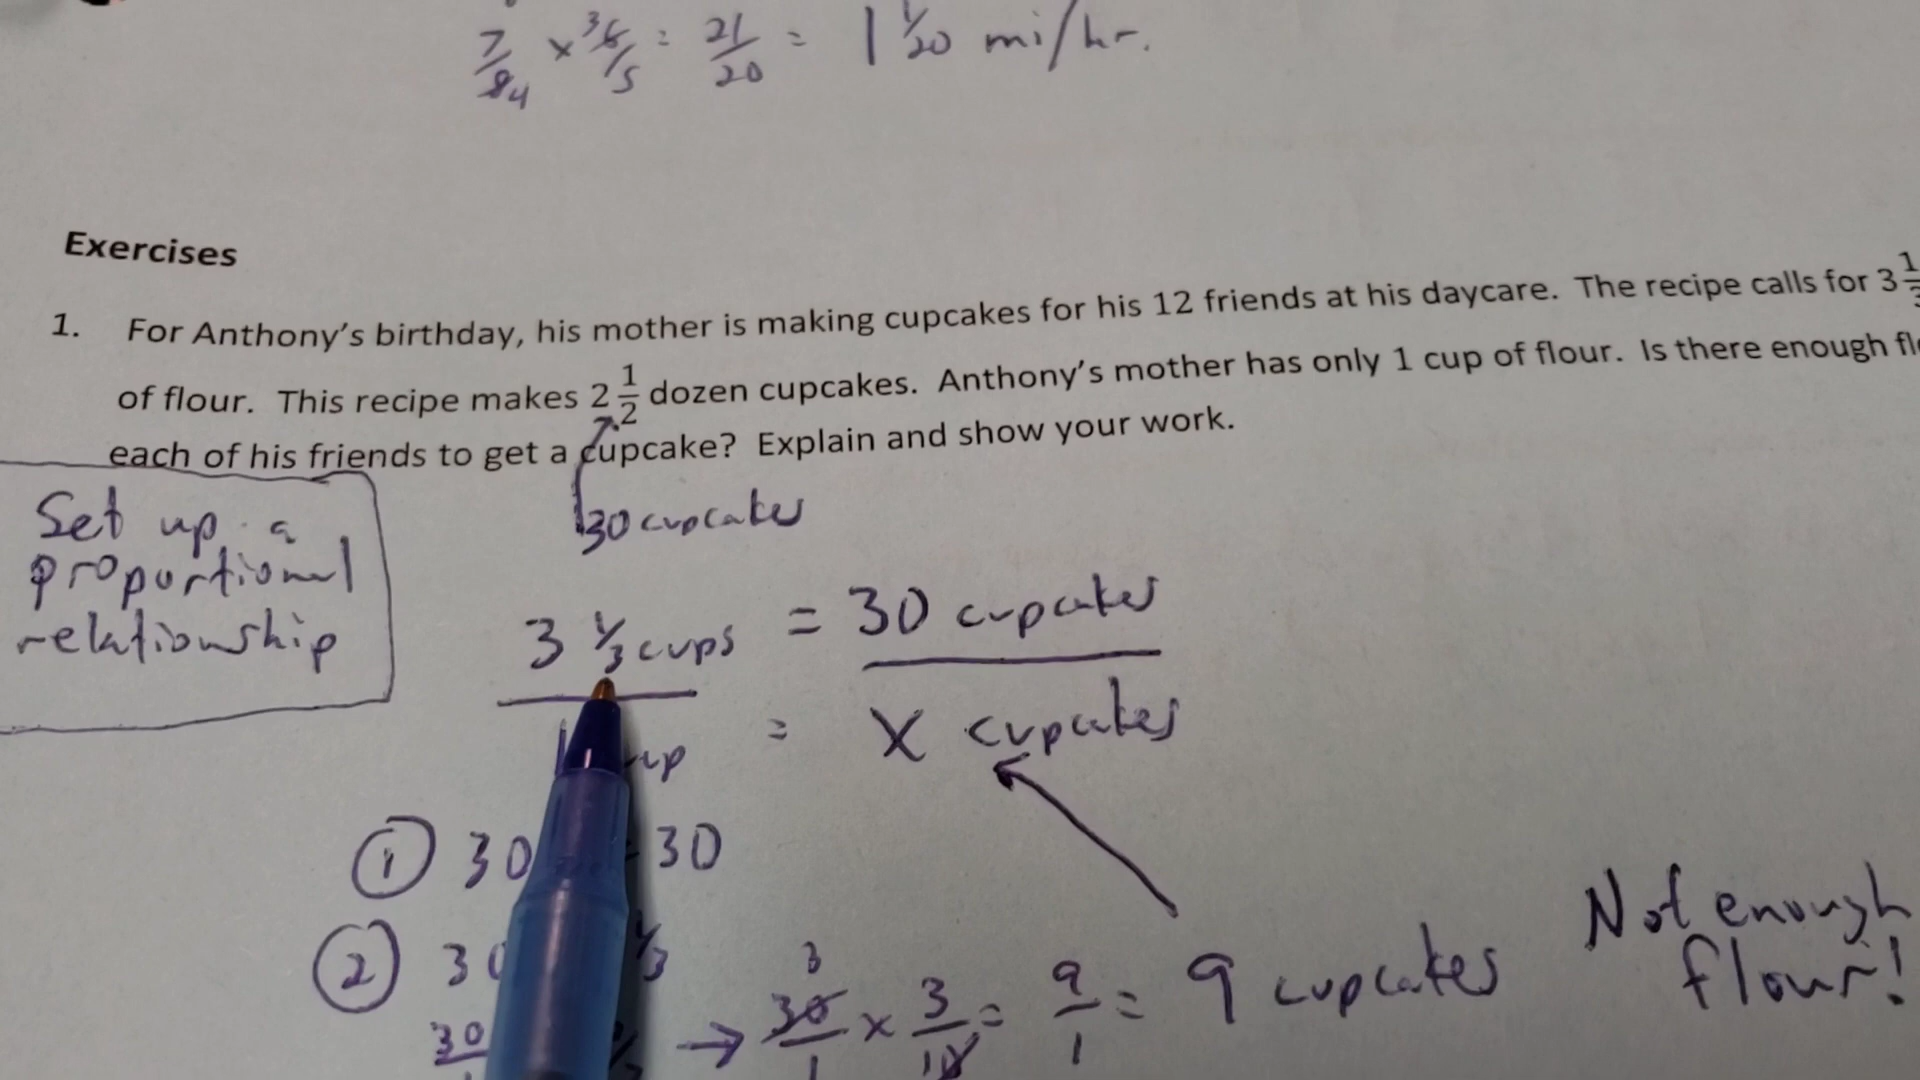 7/84 × 36/5 = 21/20 = 1 1/20 mi/hr.
Exercises
1. For Anthony's birthday, his mother is making cupcakes for his 12 friends at his daycare. The recipe calls for 3 1/3
of flour. This recipe makes 2 1/2 dozen cupcakes. Anthony's mother has only 1 cup of flour. Is there enough
each of his friends to get a cupcake? Explain and show your work.
30 cupcakes
Set up a
proportional
relationship
3 1/3 cups = 30 cupcakes
= x cupcakes
① 30 30
② 30 1/3
30 → 30/1 × 3/10 = 9/1 = 9 cupcakes
Not enough
flour!